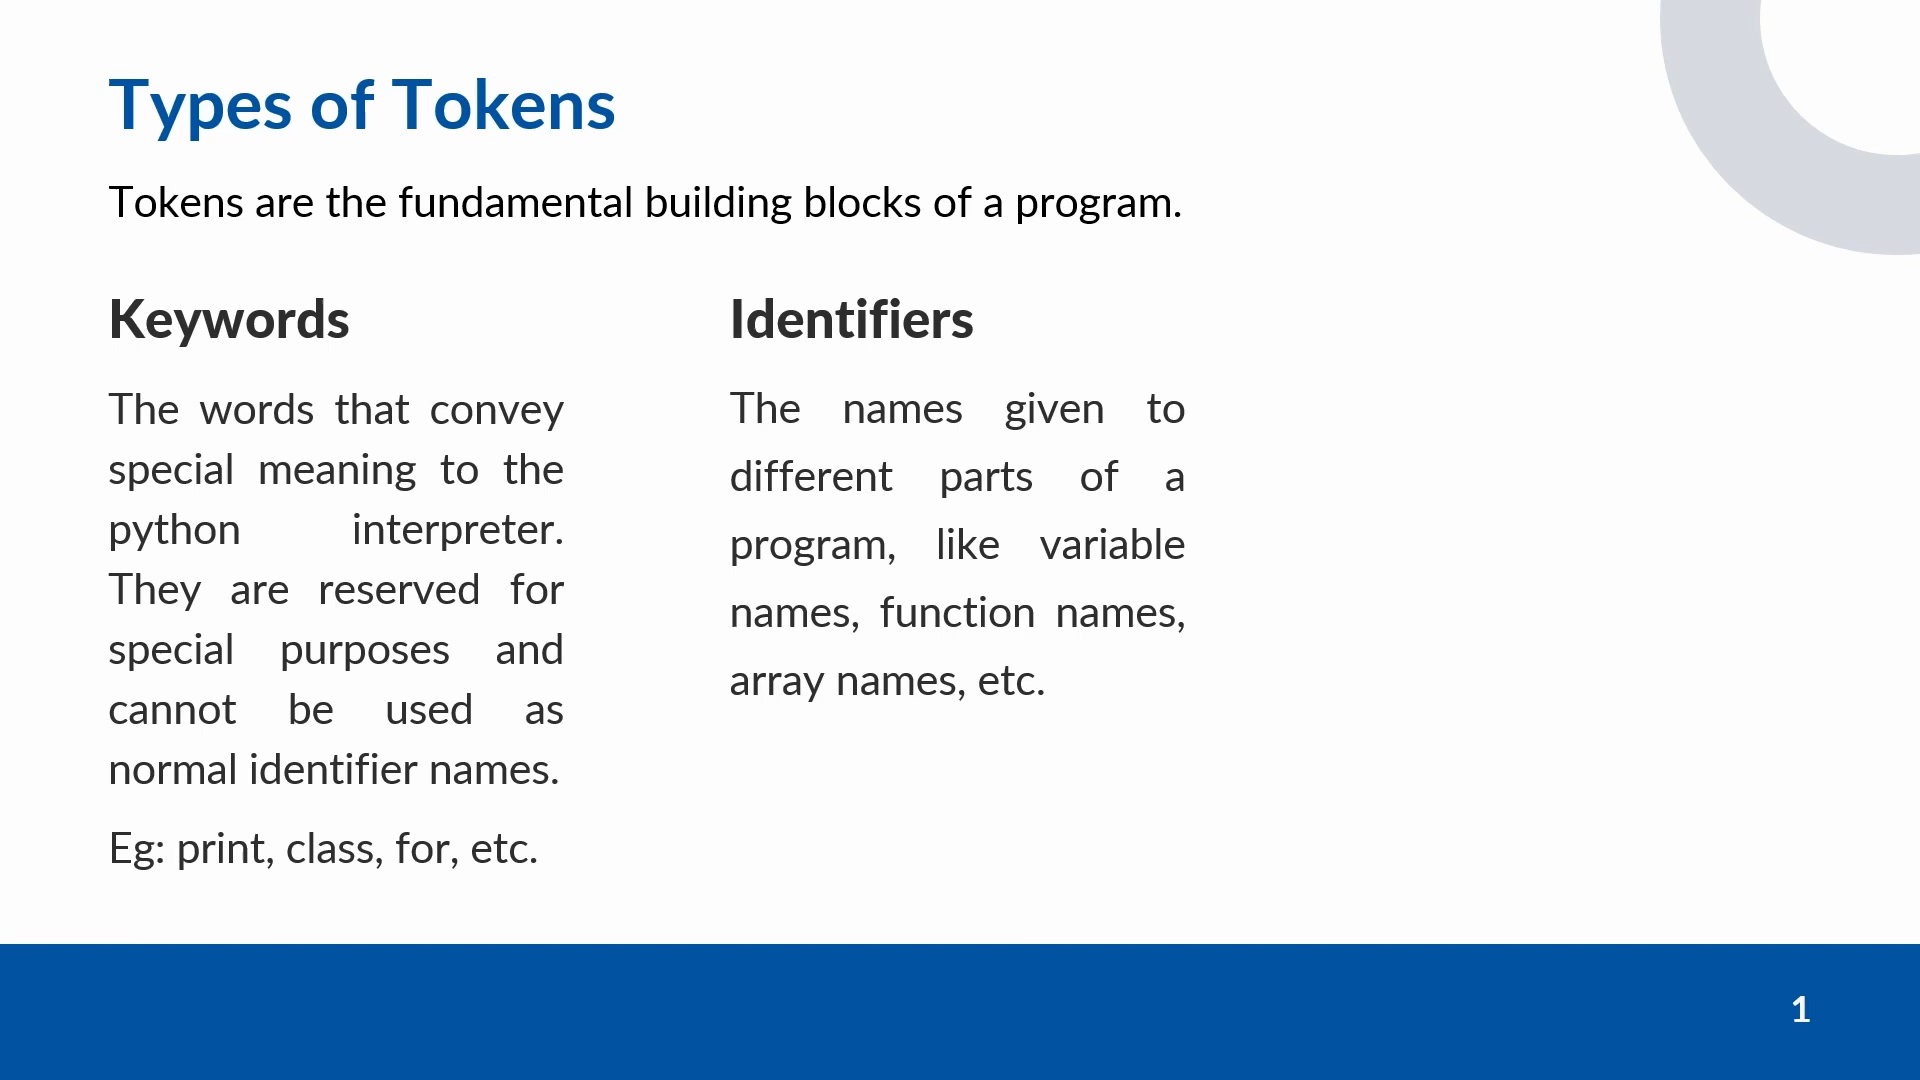 Types of Tokens
Tokens are the fundamental building blocks of a program.
Keywords
The words that convey
special meaning to the
python interpreter.
They are reserved for
special purposes and
cannot be used as
normal identifier names.
Eg: print, class, for, etc.
Identifiers
The names given to
different parts of a
program, like variable
names, function names,
array names, etc.
1